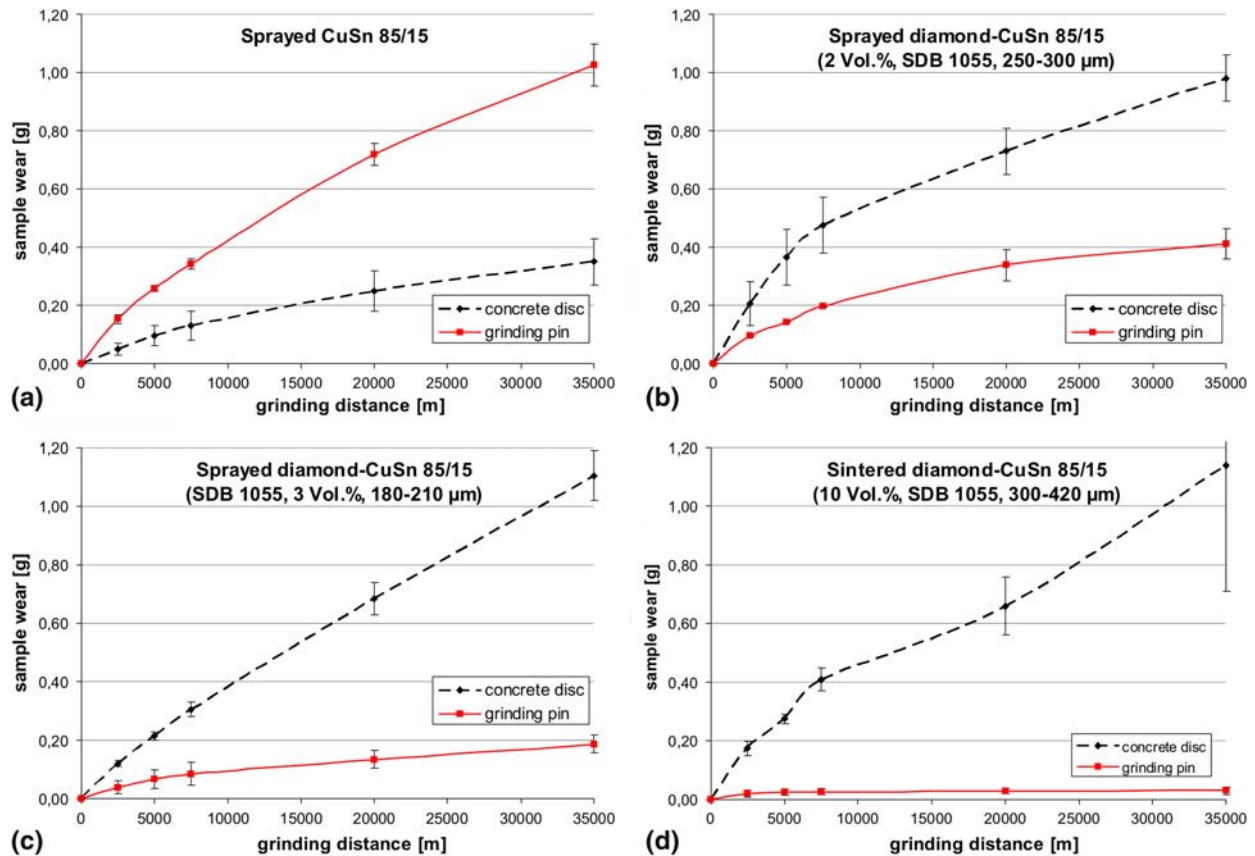 Sprayed CuSn 85/15
1,20
1,00
0,80
0,60
0,40
0,20
0,00
sample wear [g]
0 5000 10000 15000 20000 25000 30000 35000
grinding distance [m]
concrete disc
grinding pin
(a)
Sprayed diamond-CuSn 85/15
(2 Vol.%, SDB 1055, 250-300 µm)
1,20
1,00
0,80
0,60
0,40
0,20
0,00
sample wear [g]
0 5000 10000 15000 20000 25000 30000 35000
grinding distance [m]
concrete disc
grinding pin
(b)
Sprayed diamond-CuSn 85/15
(SDB 1055, 3 Vol.%, 180-210 µm)
1,20
1,00
0,80
0,60
0,40
0,20
0,00
sample wear [g]
0 5000 10000 15000 20000 25000 30000 35000
grinding distance [m]
concrete disc
grinding pin
(c)
Sintered diamond-CuSn 85/15
(10 Vol.%, SDB 1055, 300-420 µm)
1,20
1,00
0,80
0,60
0,40
0,20
0,00
sample wear [g]
0 5000 10000 15000 20000 25000 30000 35000
grinding distance [m]
concrete disc
grinding pin
(d)